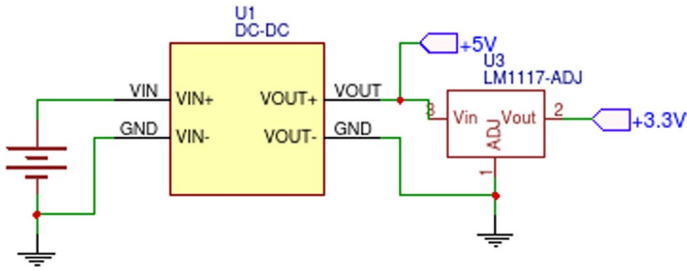 U1
DC-DC
+5V
U3
LM1117-ADJ
VIN
VIN+
VOUT+
VOUT
3
Vin
Vout
2
+3.3V
GND
VIN-
VOUT-
GND
ADJ
1